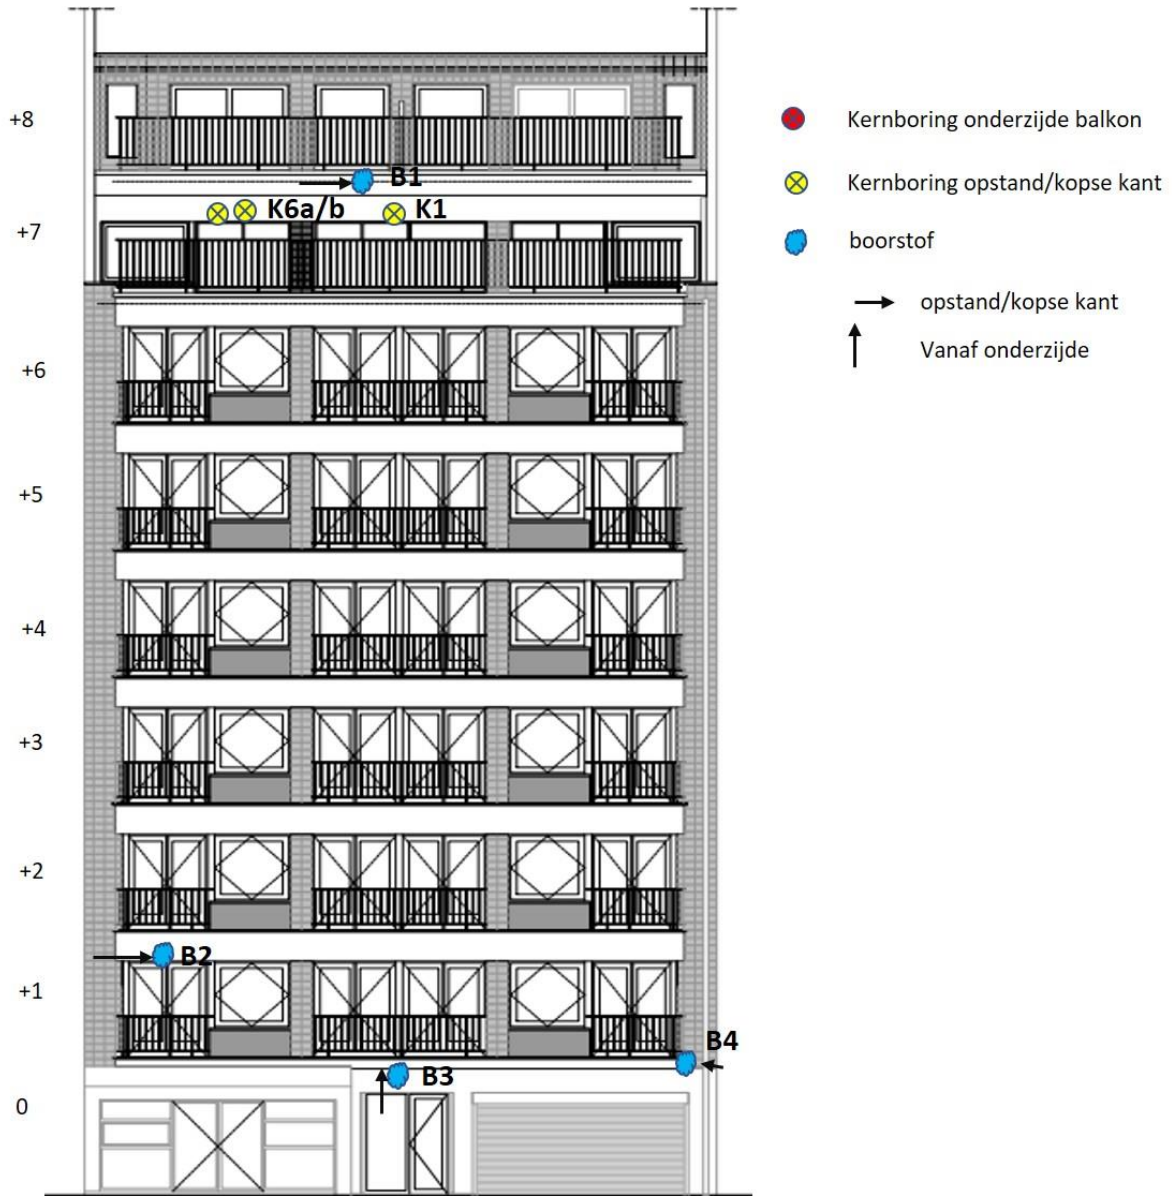 +8
B1
K6a/b
K1
+7
+6
+5
+4
+3
+2
B2
+1
B4
B3
0
Kernboring onderzijde balkon
Kernboring opstand/kopse kant
boorstof
opstand/kopse kant
Vanaf onderzijde